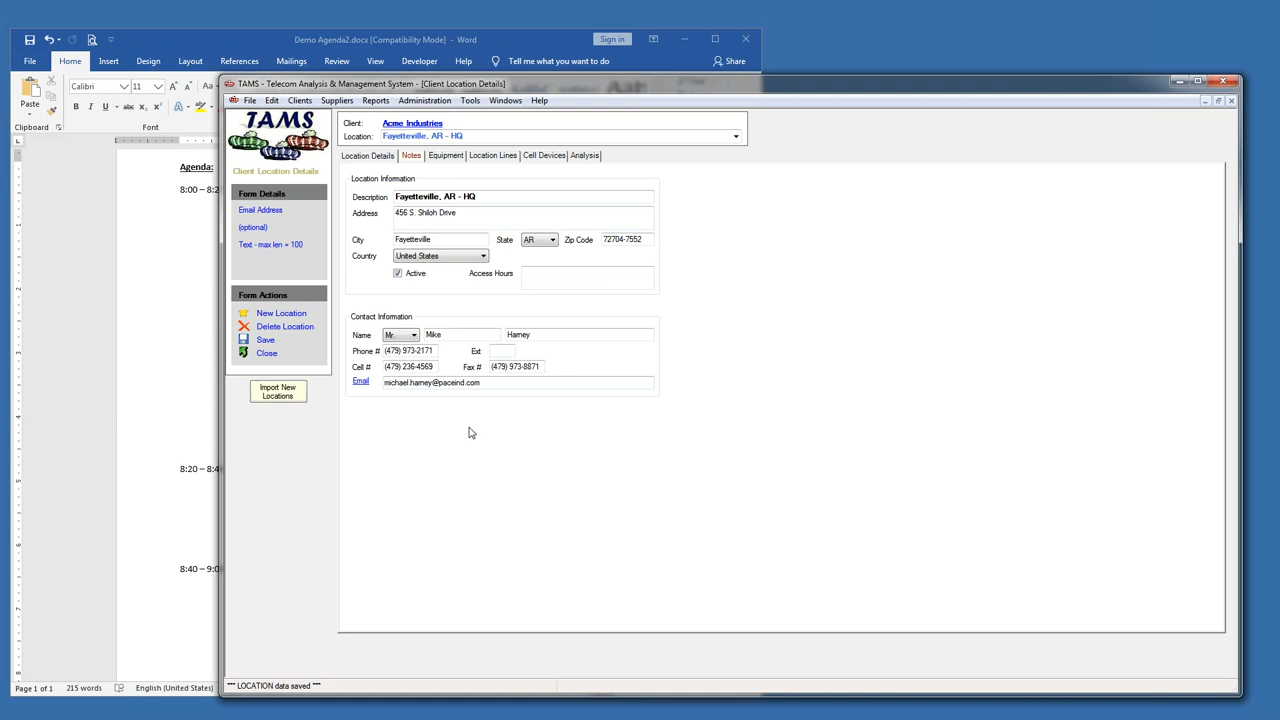 Demo Agenda2.docx [Compatibility Mode] - Word
Sign in
File Home Insert Design Layout References Mailings Review View Developer Help Tell me what you want to do Share
Paste
Calibri 11
B I U abc
Clipboard Font
Agenda:
8:00 – 8:2
8:20 – 8:4
8:40 – 9:0
Page 1 of 1 215 words English (United States)
TAMS - Telecom Analysis & Management System - [Client Location Details]
File Edit Clients Suppliers Reports Administration Tools Windows Help
TAMS
Client Location Details
Form Details
Email Address
(optional)
Text - max len = 100
Form Actions
New Location
Delete Location
Save
Close
Import New
Locations
Client: Acme Industries
Location: Fayetteville, AR - HQ
Location Details Notes Equipment Location Lines Cell Devices Analysis
Location Information
Description Fayetteville, AR - HQ
Address 456 S. Shiloh Drive
City Fayetteville State AR Zip Code 72704-7552
Country United States
Active Access Hours
Contact Information
Name Mr. Mike Harney
Phone # (479) 973-2171 Ext
Cell # (479) 236-4569 Fax # (479) 973-8871
Email michael.harney@paceind.com
*** LOCATION data saved ***